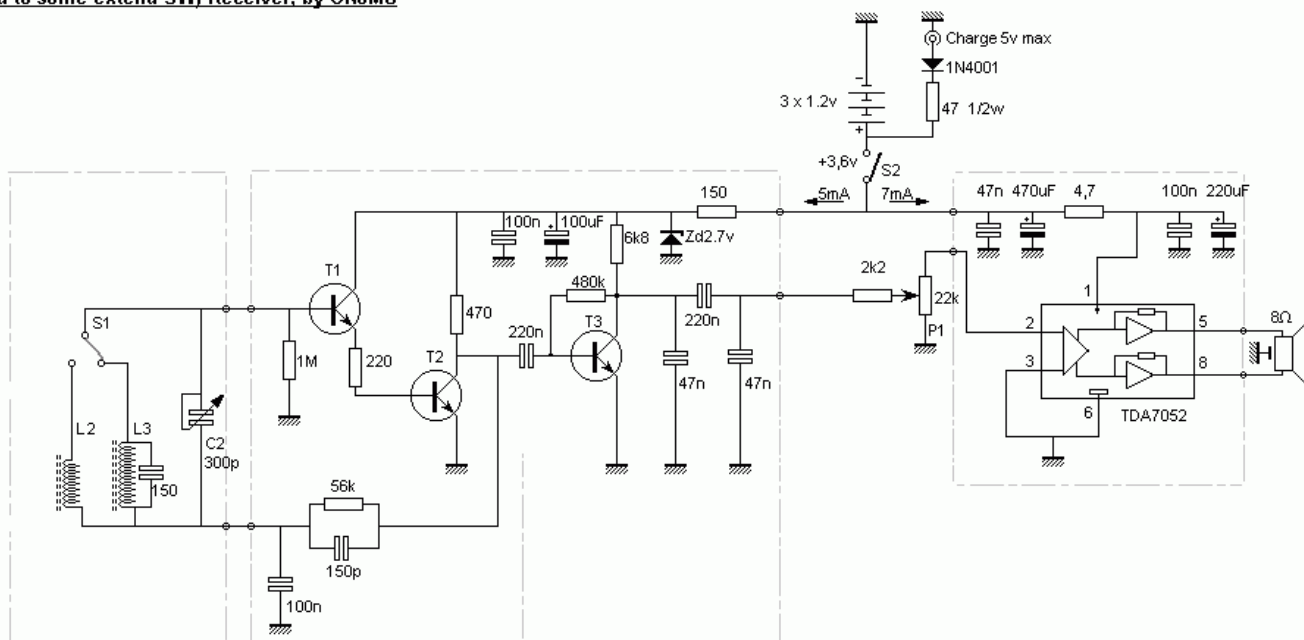 to some extend SW) Receiver, by ON6MU
Charge 5v max
1N4001
3 x 1.2v
-
+
47 1/2w
+3,6v
S2
5mA
7mA
150
47n
470uF
4,7
100n
220uF
100n
100uF
6k8
Zd2.7v
T1
480k
2k2
22k
P1
1
S1
470
220n
T3
220n
2
5
8Ω
1M
220
T2
3
8
47n
47n
6
TDA7052
L2
L3
C2
300p
150
56k
150p
100n